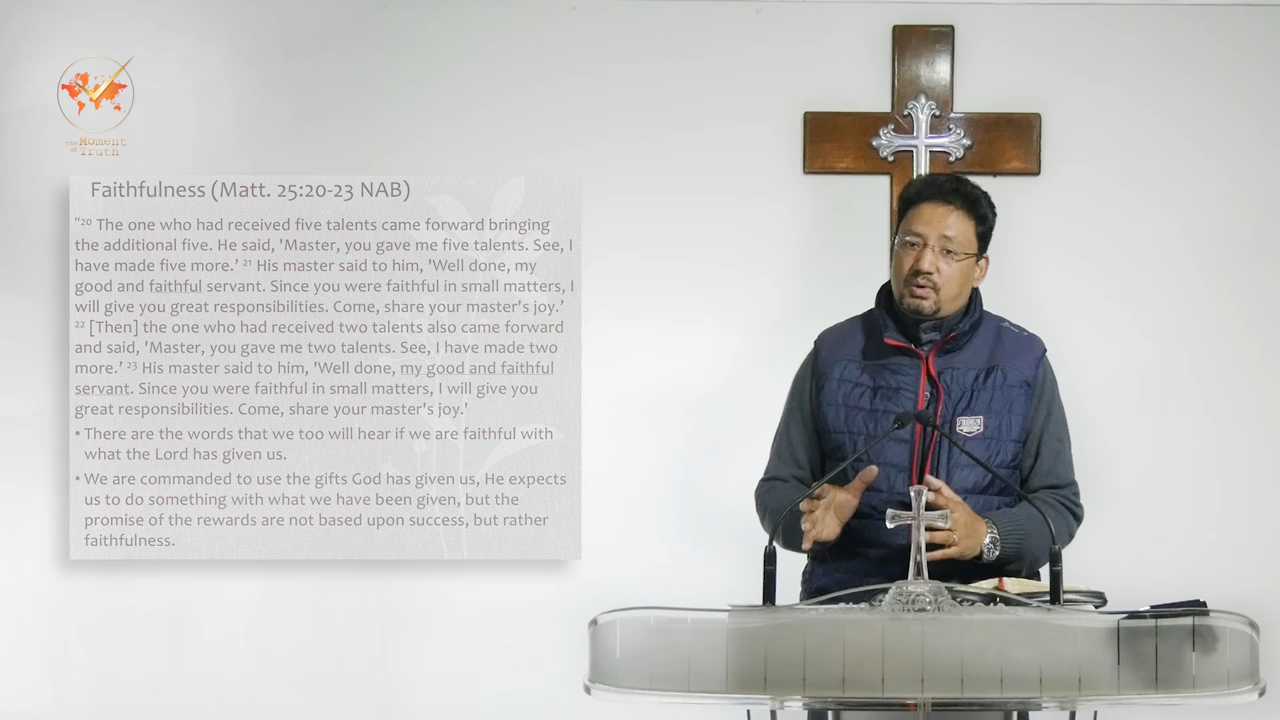 the Moment
of Truth
Faithfulness (Matt. 25:20-23 NAB)
“20 The one who had received five talents came forward bringing
the additional five. He said, 'Master, you gave me five talents. See, I
have made five more.’ 21 His master said to him, 'Well done, my
good and faithful servant. Since you were faithful in small matters, I
will give you great responsibilities. Come, share your master's joy.’
22 [Then] the one who had received two talents also came forward
and said, 'Master, you gave me two talents. See, I have made two
more.’ 23 His master said to him, 'Well done, my good and faithful
servant. Since you were faithful in small matters, I will give you
great responsibilities. Come, share your master's joy.'
• There are the words that we too will hear if we are faithful with
what the Lord has given us.
• We are commanded to use the gifts God has given us, He expects
us to do something with what we have been given, but the
promise of the rewards are not based upon success, but rather
faithfulness.